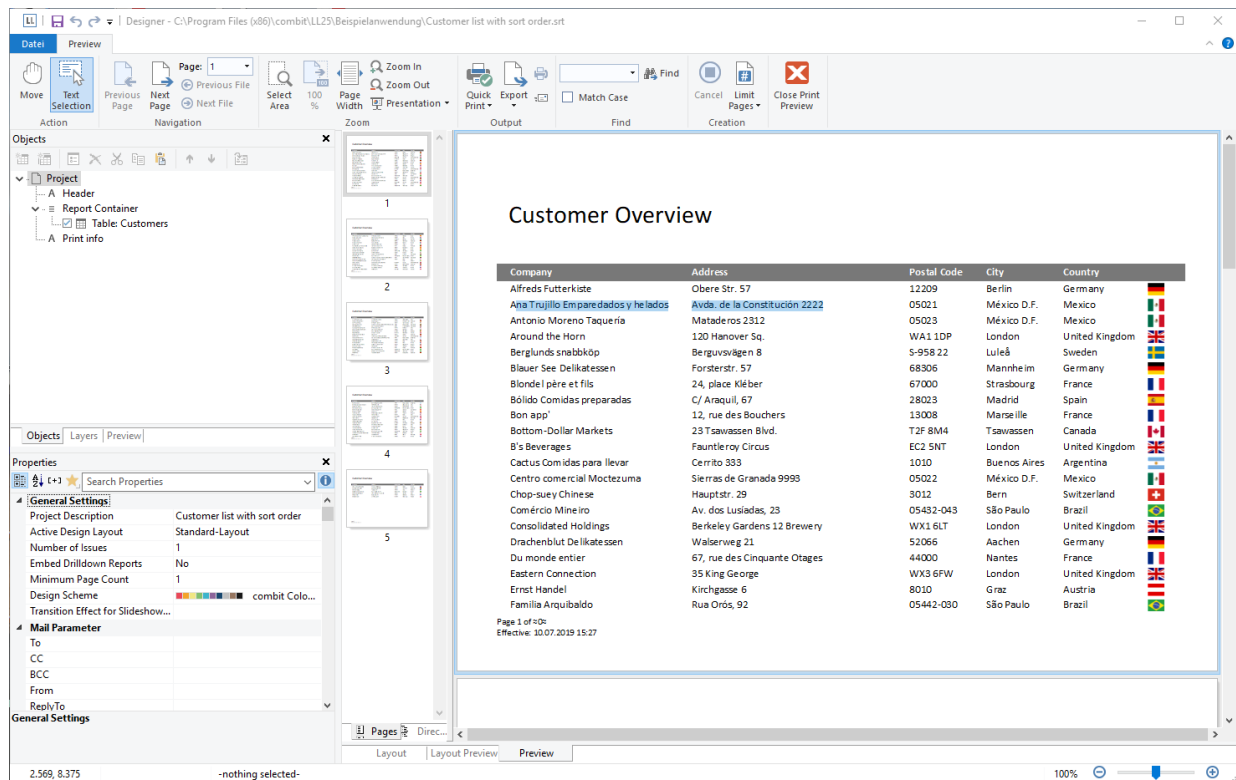 LL Designer - C:\Program Files (x86)\combit\LL25\Beispielanwendung\Customer list with sort order.srt
Datei Preview
Move Text Selection Action
Previous Page Next Page Page: 1 Previous File Next File Navigation
Select Area 100 % Page Width Zoom In Zoom Out Presentation Zoom
Quick Print Export Output
Find Match Case Find
Cancel Limit Pages Creation
Close Print Preview
Objects
Project
A Header
Report Container
Table: Customers
A Print info
Objects Layers Preview
Properties
Search Properties
General Settings
Project Description Customer list with sort order
Active Design Layout Standard-Layout
Number of Issues 1
Embed Drilldown Reports No
Minimum Page Count 1
Design Scheme combit Colo...
Transition Effect for Slideshow...
Mail Parameter
To
CC
BCC
From
ReplyTo
General Settings
1
2
3
4
5
Pages Direc...
Customer Overview
Company Address Postal Code City Country
Alfreds Futterkiste Obere Str. 57 12209 Berlin Germany
Ana Trujillo Emparedados y helados Avda. de la Constitución 2222 05021 México D.F. Mexico
Antonio Moreno Taquería Mataderos 2312 05023 México D.F. Mexico
Around the Horn 120 Hanover Sq. WA1 1DP London United Kingdom
Berglunds snabbköp Berguvsvägen 8 S-958 22 Luleå Sweden
Blauer See Delikatessen Forsterstr. 57 68306 Mannheim Germany
Blondel père et fils 24, place Kléber 67000 Strasbourg France
Bólido Comidas preparadas C/ Araquil, 67 28023 Madrid Spain
Bon app' 12, rue des Bouchers 13008 Marseille France
Bottom-Dollar Markets 23 Tsawassen Blvd. T2F 8M4 Tsawassen Canada
B's Beverages Fauntleroy Circus EC2 5NT London United Kingdom
Cactus Comidas para llevar Cerrito 333 1010 Buenos Aires Argentina
Centro comercial Moctezuma Sierras de Granada 9993 05022 México D.F. Mexico
Chop-suey Chinese Hauptstr. 29 3012 Bern Switzerland
Comércio Mineiro Av. dos Lusíadas, 23 05432-043 São Paulo Brazil
Consolidated Holdings Berkeley Gardens 12 Brewery WX1 6LT London United Kingdom
Drachenblut Delikatessen Walserweg 21 52066 Aachen Germany
Du monde entier 67, rue des Cinquante Otages 44000 Nantes France
Eastern Connection 35 King George WX3 6FW London United Kingdom
Ernst Handel Kirchgasse 6 8010 Graz Austria
Familia Arquibaldo Rua Orós, 92 05442-030 São Paulo Brazil
Page 1 of ≈0≈
Effective: 10.07.2019 15:27
Layout Layout Preview Preview
2.569, 8.375 -nothing selected- 100%